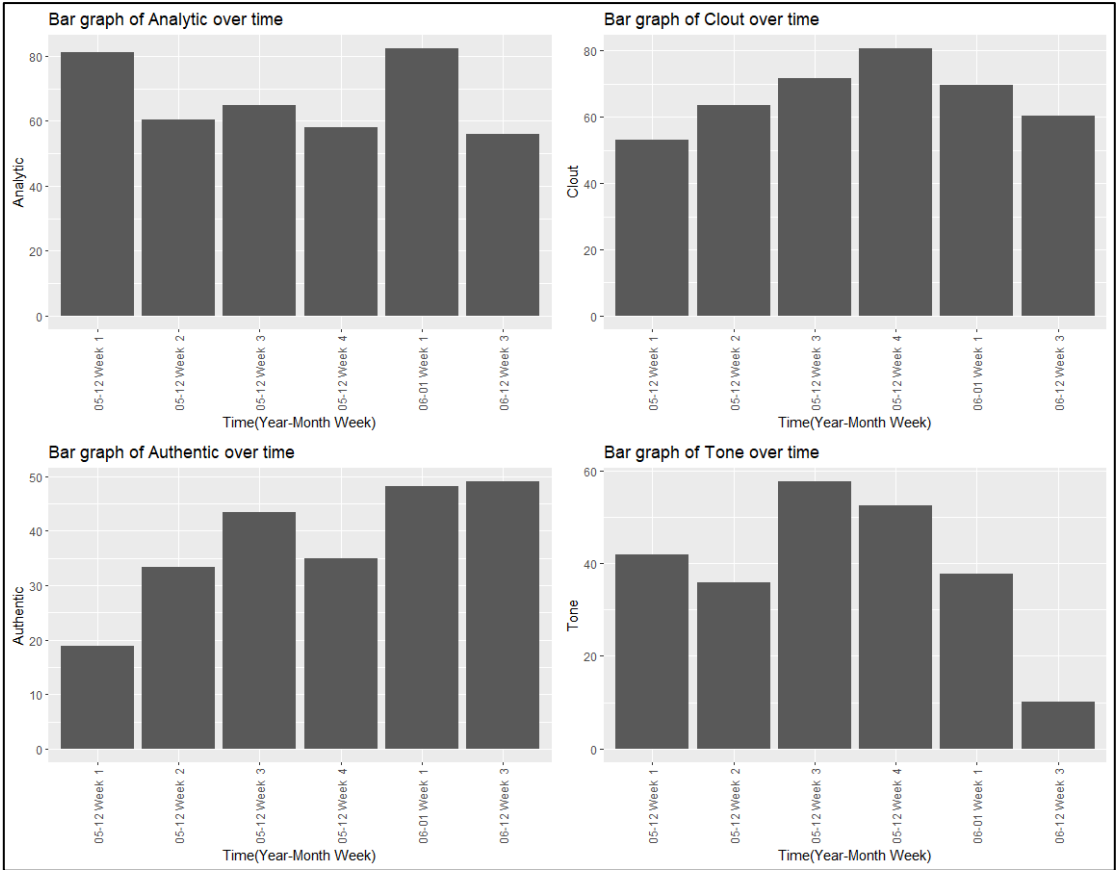 Bar graph of Analytic over time
80
60
40
20
0
Analytic
05-12 Week 1
05-12 Week 2
05-12 Week 3
05-12 Week 4
06-01 Week 1
06-12 Week 3
Time(Year-Month Week)
Bar graph of Clout over time
80
60
40
20
0
Clout
05-12 Week 1
05-12 Week 2
05-12 Week 3
05-12 Week 4
06-01 Week 1
06-12 Week 3
Time(Year-Month Week)
Bar graph of Authentic over time
50
40
30
20
10
0
Authentic
05-12 Week 1
05-12 Week 2
05-12 Week 3
05-12 Week 4
06-01 Week 1
06-12 Week 3
Time(Year-Month Week)
Bar graph of Tone over time
60
40
20
0
Tone
05-12 Week 1
05-12 Week 2
05-12 Week 3
05-12 Week 4
06-01 Week 1
06-12 Week 3
Time(Year-Month Week)